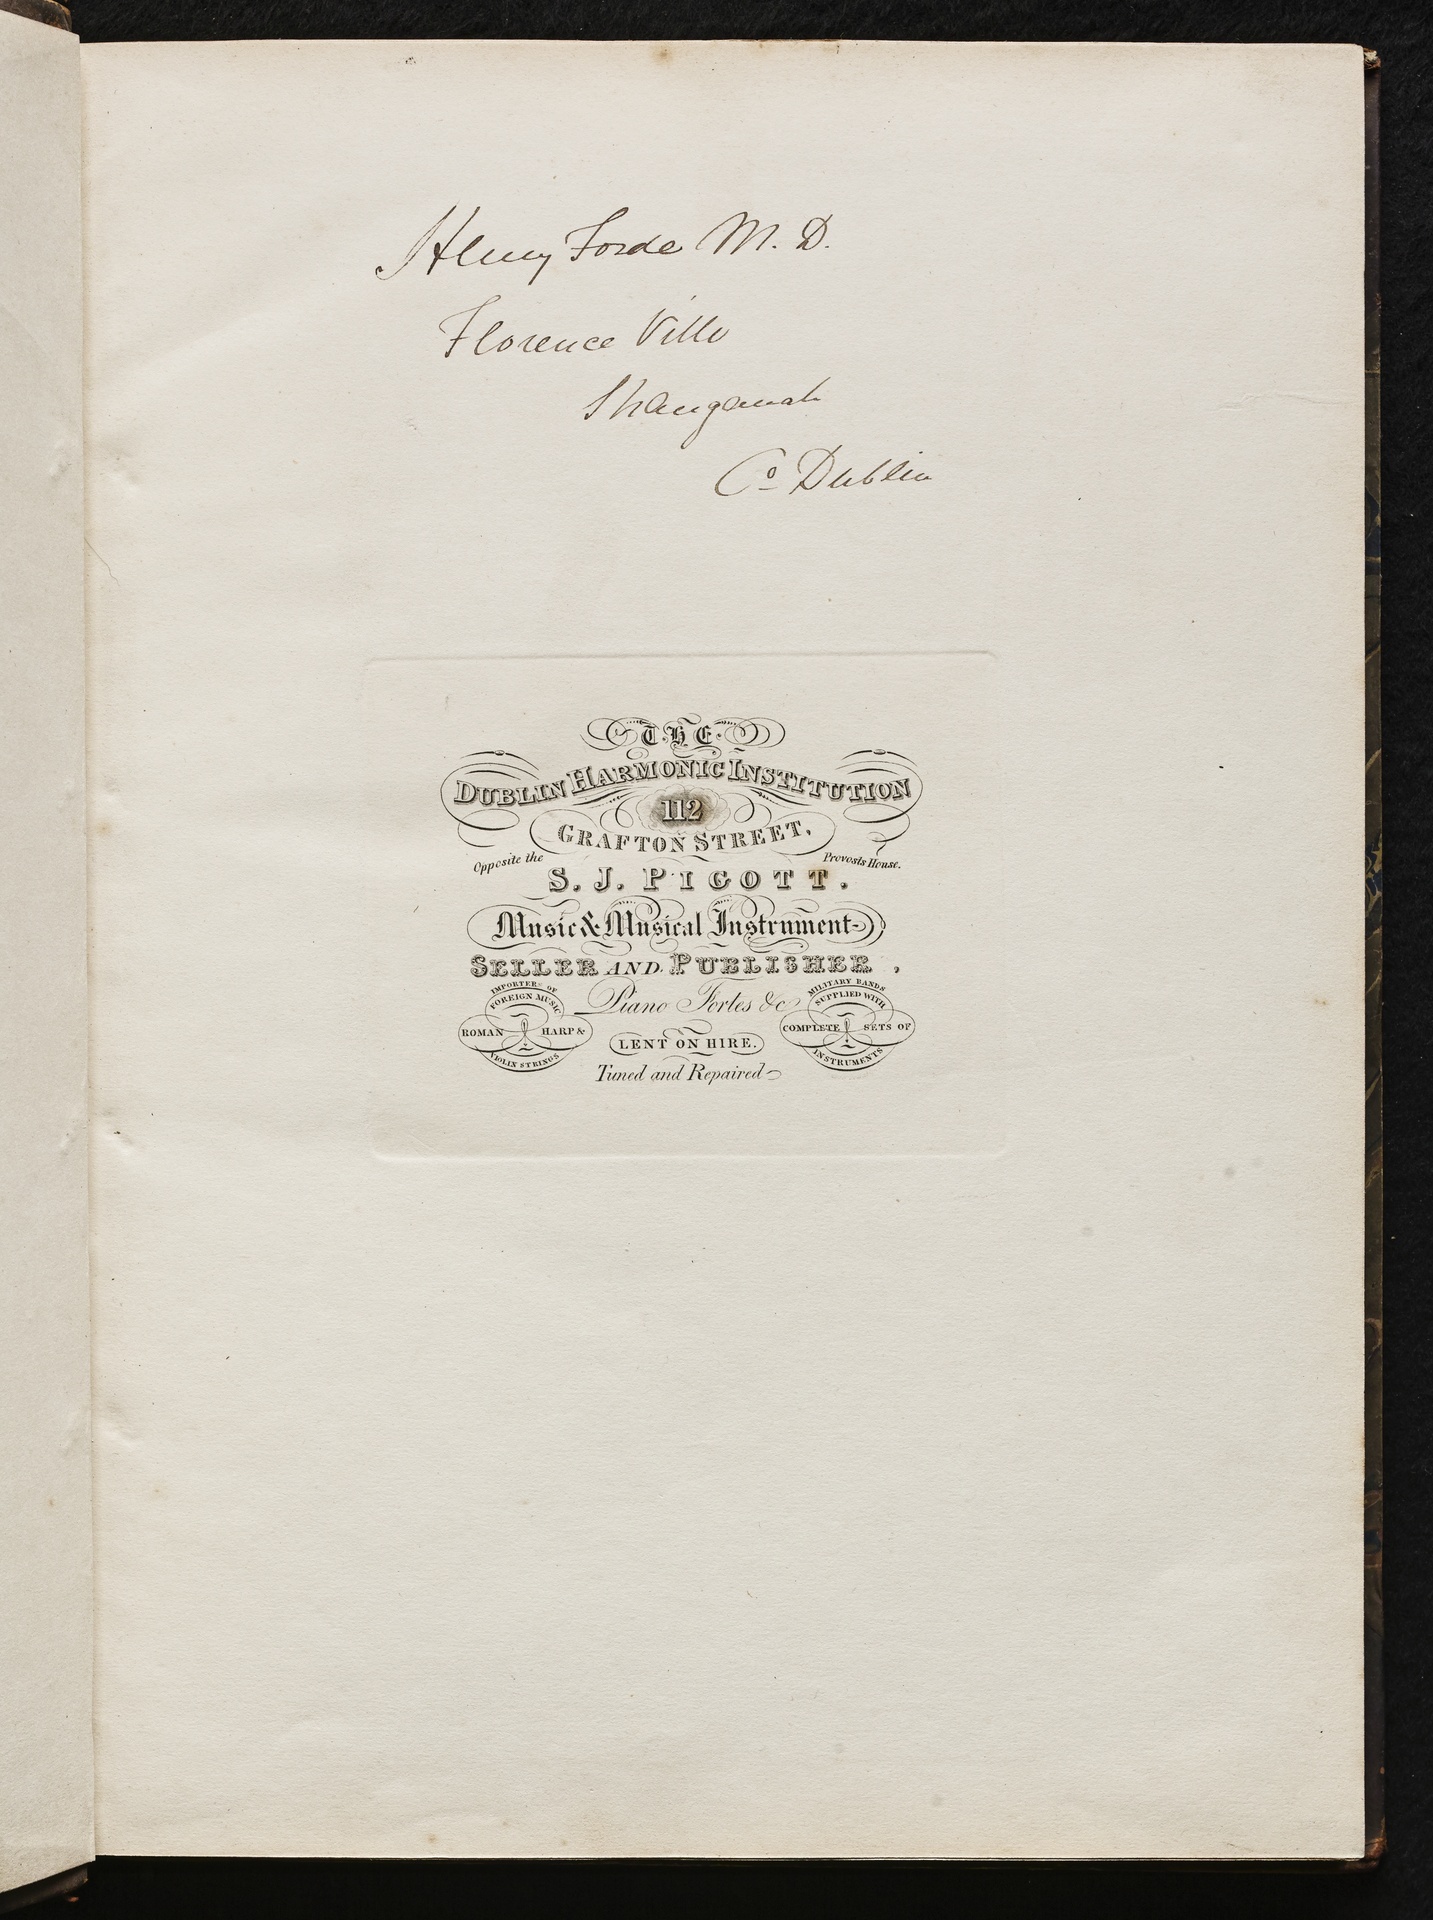 Henry Forde M. D.
Florence Villa
Shanganah
Co Dublin
THE
DUBLIN HARMONIC INSTITUTION
112
GRAFTON STREET,
Opposite the Provosts House.
S. J. PIGOTT.
Music & Musical Instrument
SELLER AND PUBLISHER,
IMPORTER OF
FOREIGN MUSIC
ROMAN HARP &
VIOLIN STRINGS
Piano Fortes &c
LENT ON HIRE.
Tuned and Repaired
MILITARY BANDS
SUPPLIED WITH
COMPLETE SETS OF
INSTRUMENTS